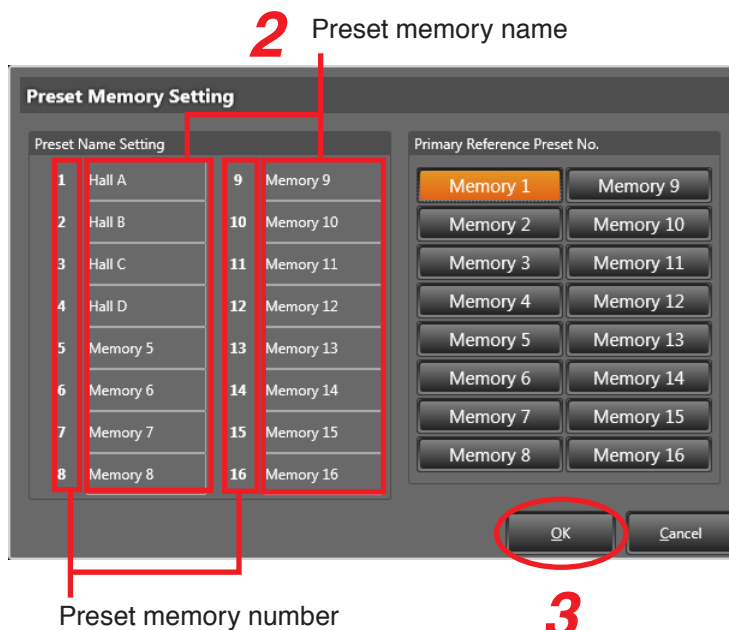 2 Preset memory name
Preset Memory Setting
Preset Name Setting
1 Hall A 9 Memory 9
2 Hall B 10 Memory 10
3 Hall C 11 Memory 11
4 Hall D 12 Memory 12
5 Memory 5 13 Memory 13
6 Memory 6 14 Memory 14
7 Memory 7 15 Memory 15
8 Memory 8 16 Memory 16
Primary Reference Preset No.
Memory 1 Memory 9
Memory 2 Memory 10
Memory 3 Memory 11
Memory 4 Memory 12
Memory 5 Memory 13
Memory 6 Memory 14
Memory 7 Memory 15
Memory 8 Memory 16
OK Cancel
Preset memory number
3